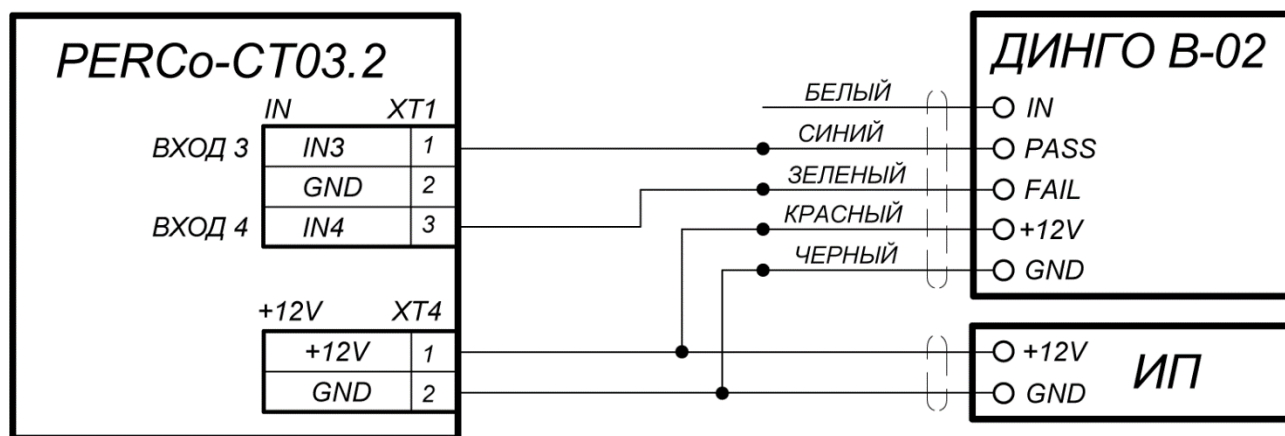 PERCo-CT03.2
IN XT1
ВХОД 3 IN3 1
GND 2
ВХОД 4 IN4 3
+12V XT4
+12V 1
GND 2
БЕЛЫЙ
СИНИЙ
ЗЕЛЕНЫЙ
КРАСНЫЙ
ЧЕРНЫЙ
ДИНГО В-02
IN
PASS
FAIL
+12V
GND
+12V
ИП
GND